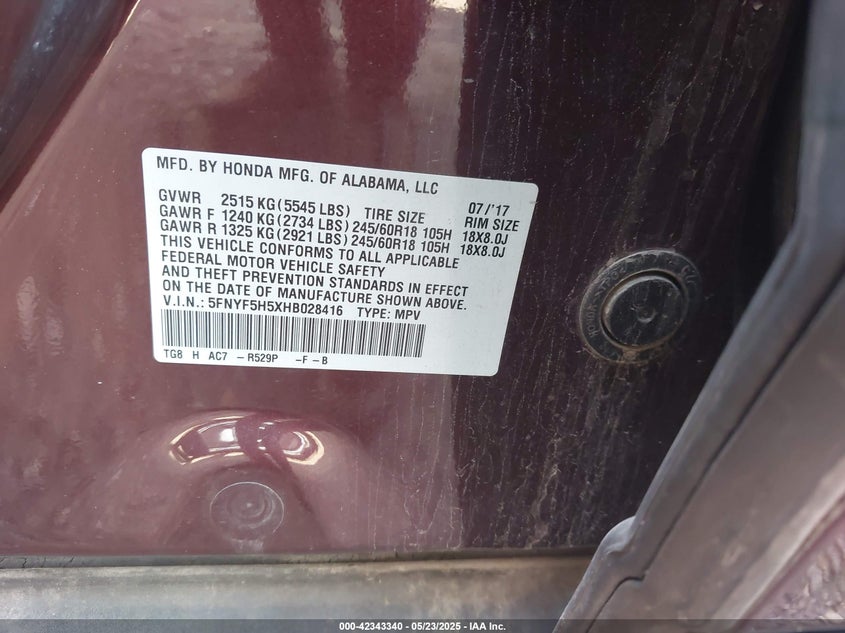 MFD. BY HONDA MFG. OF ALABAMA, LLC
GVWR 2515 KG (5545 LBS) TIRE SIZE 07/'17 RIM SIZE
GAWR F 1240 KG (2734 LBS) 245/60R18 105H 18X8.0J
GAWR R 1325 KG (2921 LBS) 245/60R18 105H 18X8.0J
THIS VEHICLE CONFORMS TO ALL APPLICABLE
FEDERAL MOTOR VEHICLE SAFETY
AND THEFT PREVENTION STANDARDS IN EFFECT
ON THE DATE OF MANUFACTURE SHOWN ABOVE.
V.I.N.: 5FNYF5H5XHB028416 TYPE: MPV
TG8 H AC7 -R529P -F-B
000-42343340 - 05/23/2025 - IAA Inc.